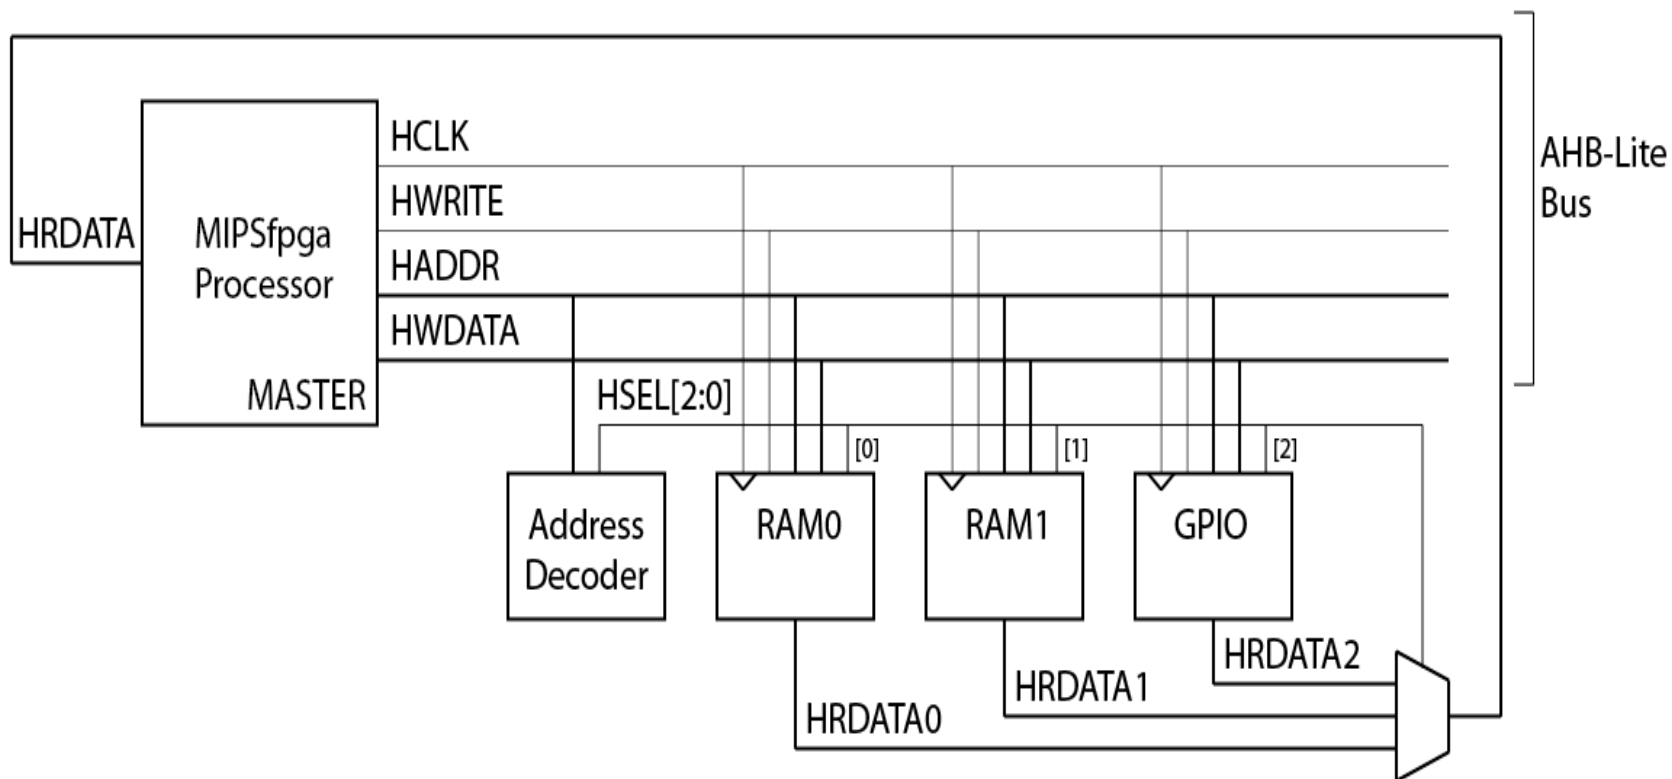 HCLK
AHB-Lite
Bus
HWRITE
HRDATA
MIPSfpga
Processor
HADDR
HWDATA
MASTER
HSEL[2:0]
[0]
[1]
[2]
Address
Decoder
RAM0
RAM1
GPIO
HRDATA2
HRDATA1
HRDATA0